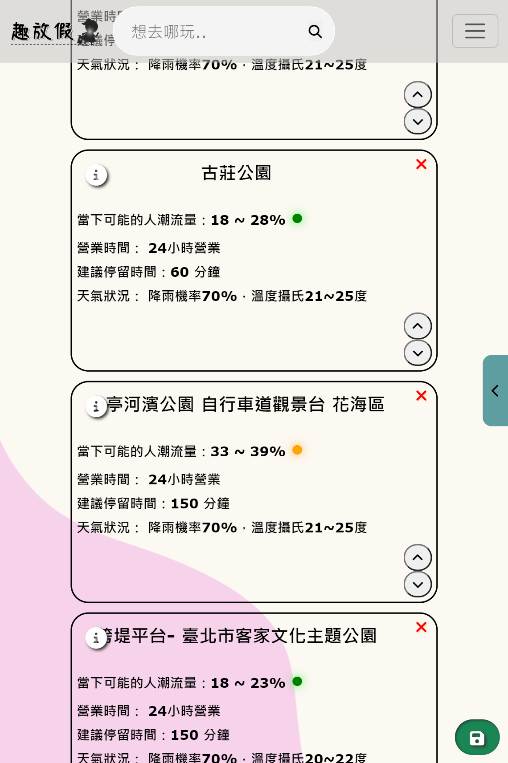 趣放假
想去哪玩..
營業時間
建議停
天氣狀況： 降雨機率70%，溫度攝氏21~25度
古莊公園
當下可能的人潮流量：18 ~ 28%
營業時間： 24小時營業
建議停留時間：60 分鐘
天氣狀況： 降雨機率70%，溫度攝氏21~25度
亭河濱公園 自行車道觀景台 花海區
當下可能的人潮流量：33 ~ 39%
營業時間： 24小時營業
建議停留時間：150 分鐘
天氣狀況： 降雨機率70%，溫度攝氏21~25度
堤平台- 臺北市客家文化主題公園
當下可能的人潮流量：18 ~ 23%
營業時間： 24小時營業
建議停留時間：150 分鐘
天氣狀況： 降雨機率70%，溫度攝氏20~22度